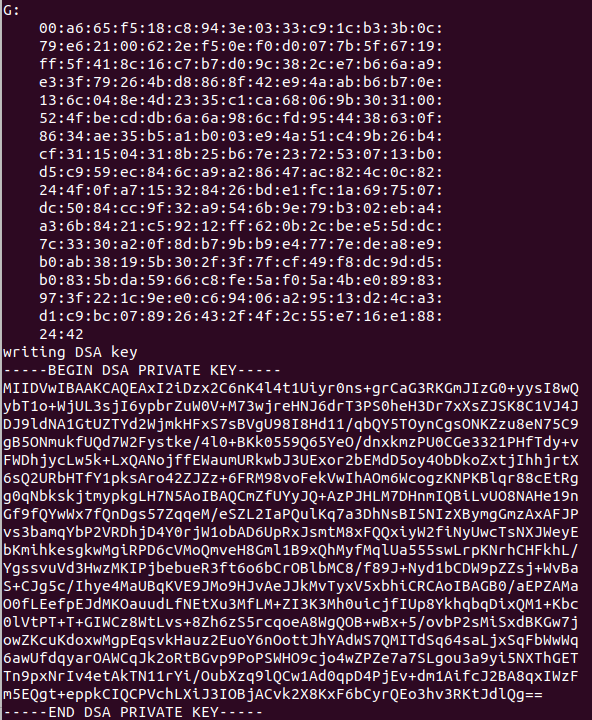 G:
00:a6:65:f5:18:c8:94:3e:03:33:c9:1c:b3:3b:0c:
79:e6:21:00:62:2e:f5:0e:f0:d0:07:7b:5f:67:19:
ff:5f:41:8c:16:c7:b7:d0:9c:38:2c:e7:b6:6a:a9:
e3:3f:79:26:4b:d8:86:8f:42:e9:4a:ab:b6:b7:0e:
13:6c:04:8e:4d:23:35:c1:ca:68:06:9b:30:31:00:
52:4f:be:cd:db:6a:6a:98:6c:fd:95:44:38:63:0f:
86:34:ae:35:b5:a1:b0:03:e9:4a:51:c4:9b:26:b4:
cf:31:15:04:31:8b:25:b6:7e:23:72:53:07:13:b0:
d5:c9:59:ec:84:6c:a9:a2:86:47:ac:82:4c:0c:82:
24:4f:0f:a7:15:32:84:26:bd:e1:fc:1a:69:75:07:
dc:50:84:cc:9f:32:a9:54:6b:9e:79:b3:02:eb:a4:
a3:6b:84:21:c5:92:12:ff:62:0b:2c:be:e5:5d:dc:
7c:33:30:a2:0f:8d:b7:9b:b9:e4:77:7e:de:a8:e9:
b0:ab:38:19:5b:30:2f:3f:7f:cf:49:f8:dc:9d:d5:
b0:83:5b:da:59:66:c8:fe:5a:f0:5a:4b:e0:89:83:
97:3f:22:1c:9e:e0:c6:94:06:a2:95:13:d2:4c:a3:
d1:c9:bc:07:89:26:43:2f:4f:2c:55:e7:16:e1:88:
24:42
writing DSA key
-----BEGIN DSA PRIVATE KEY-----
MIIDVwIBAAKCAQEAxI2iDzx2C6nK4l4t1Uiyr0ns+grCaG3RKGmJIzG0+yysI8wQ
ybT1o+WjUL3sjI6ypbrZuW0V+M73wjreHNJ6drT3PS0heH3Dr7xXsZJSK8C1VJ4J
DJ9ldNA1GtUZTYd2WjmkHFxS7sBVgU98I8Hd11/qbQY5TOynCgsONKZzu8eN75C9
gB5ONmukfUQd7W2Fystke/4l0+BKk0559Q65YeO/dnxkmzPU0CGe3321PHfTdy+v
FWDhjycLw5k+LxQANojffEWaumURkwbJ3UExor2bEMdD5oy4ObDkoZxtjIhhjrtX
6sQ2URbHTfY1pksAro42ZJZz+6FRM98voFekVwIhAOm6WcogzKNPKBlqr88cEtRg
g0qNbkskjtmypkgLH7N5AoIBAQCmZfUYyJQ+AzPJHLM7DHnmIQBiLvUO8NAHe19n
Gf9fQYwWx7fQnDgs57ZqqeM/eSZL2IaPQulKq7a3DhNsBI5NIzXBymgGmzAxAFJP
vs3bamqYbP2VRDhjD4Y0rjW1obAD6UpRxJsmtM8xFQQxiyW2fiNyUwcTsNXJWeyE
bKmihkesgkwMgiRPD6cVMoQmveH8Gml1B9xQhMyfMqlUa555swLrpKNrhCHFkhL/
YgssvuVd3HwzMKIPjbebueR3ft6o6bCrOBlbMC8/f89J+Nyd1bCDW9pZZsj+WvBa
S+CJg5c/Ihye4MaUBqKVE9JMo9HJvAeJJkMvTyxV5xbhiCRCAoIBAGB0/aEPZAMa
O0fLEefpEJdMKOauudLfNEtXu3MfLM+ZI3K3Mh0uicjfIUp8YkhqbqDixQM1+Kbc
0lVtPT+T+GIWCz8WtLvs+8Zh6zS5rcqoeA8WgQOB+wBx+5/ovbP2sMiSxdBKGw7j
owZKcuKdoxwMgpEqsvkHauz2EuoY6nOottJhYAdWS7QMITdSq64saLjxSqFbWwWq
6awUfdqyarOAWCqJk2oRtBGvp9PoPSWHO9cjo4wZPZe7a7SLgou3a9yi5NXThGET
Tn9pxNrIv4etAkTN11rYi/OubXzq9lQCw1Ad0qpD4PjEv+dm1AifcJ2BA8qxIWzF
m5EQgt+eppkCIQCPVchLXiJ3IOBjACvk2X8KxF6bCyrQEo3hv3RKtJdlQg==
-----END DSA PRIVATE KEY-----